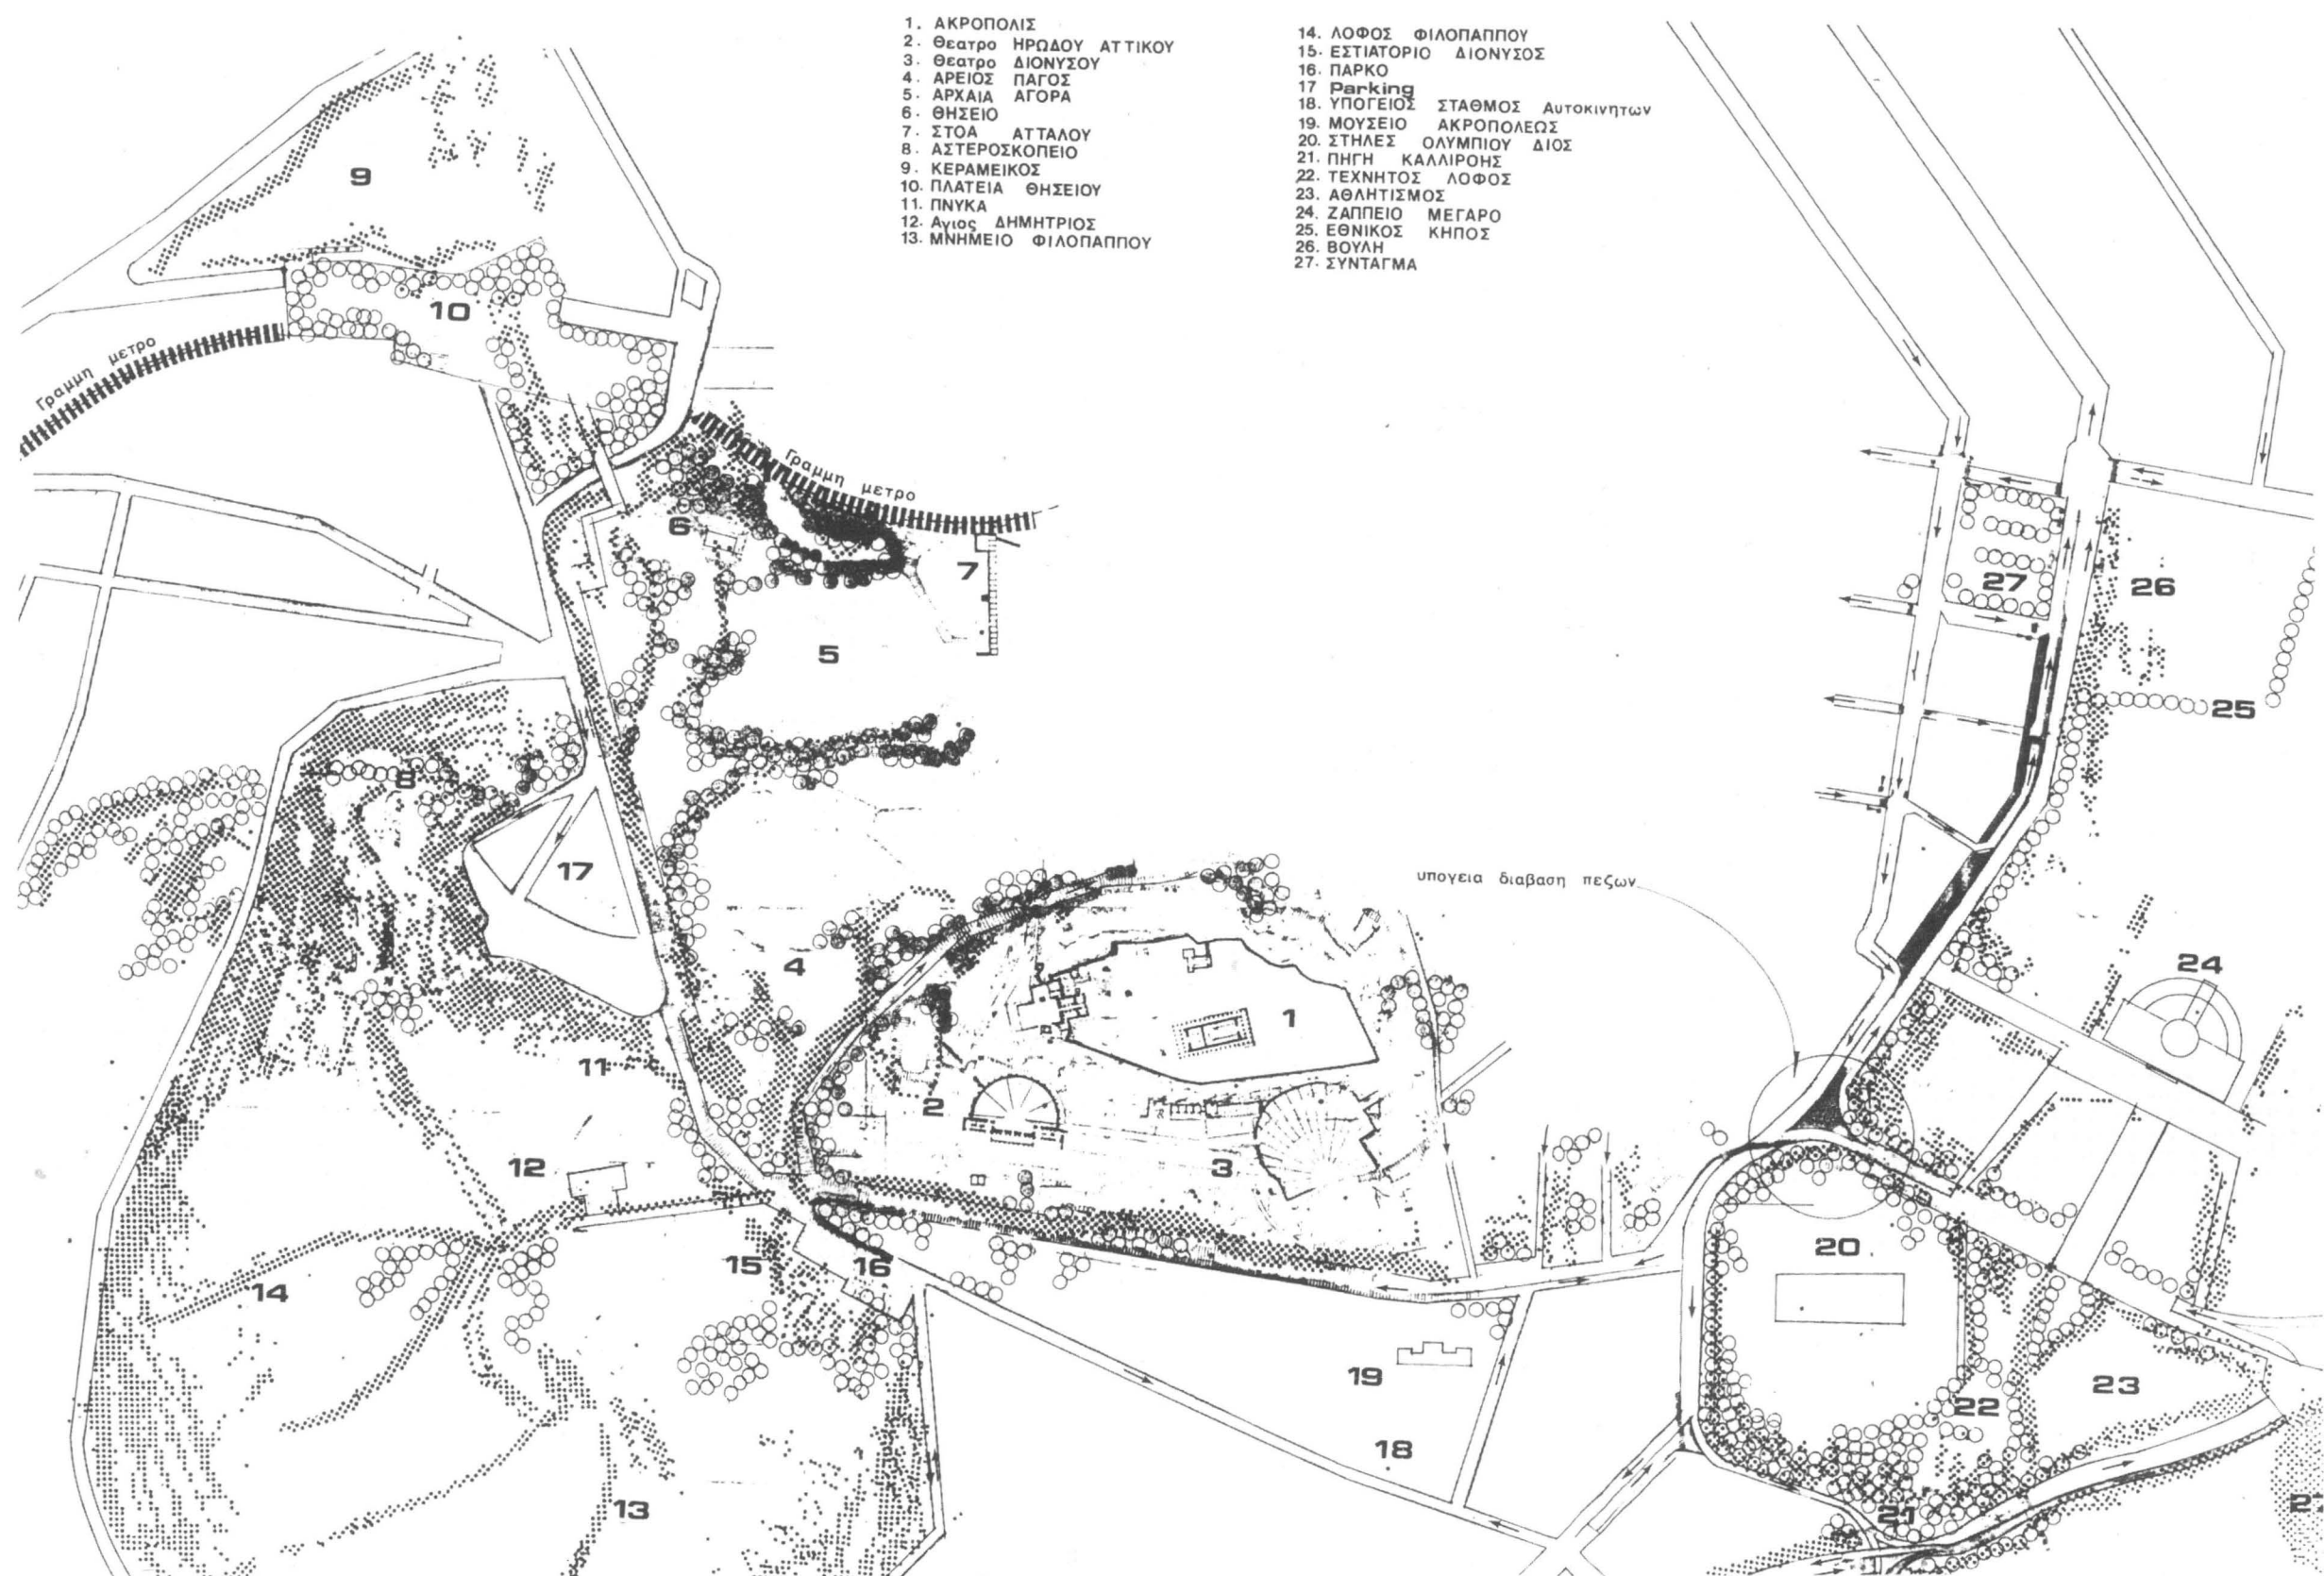 1. ΑΚΡΟΠΟΛΙΣ
2. Θεατρο ΗΡΩΔΟΥ ΑΤΤΙΚΟΥ
3. Θεατρο ΔΙΟΝΥΣΟΥ
4. ΑΡΕΙΟΣ ΠΑΓΟΣ
5. ΑΡΧΑΙΑ ΑΓΟΡΑ
6. ΘΗΣΕΙΟ
7. ΣΤΟΑ ΑΤΤΑΛΟΥ
8. ΑΣΤΕΡΟΣΚΟΠΕΙΟ
9. ΚΕΡΑΜΕΙΚΟΣ
10. ΠΛΑΤΕΙΑ ΘΗΣΕΙΟΥ
11. ΠΝΥΚΑ
12. Αγιος ΔΗΜΗΤΡΙΟΣ
13. ΜΝΗΜΕΙΟ ΦΙΛΟΠΑΠΠΟΥ
14. ΛΟΦΟΣ ΦΙΛΟΠΑΠΠΟΥ
15. ΕΣΤΙΑΤΟΡΙΟ ΔΙΟΝΥΣΟΣ
16. ΠΑΡΚΟ
17 Parking
18. ΥΠΟΓΕΙΟΣ ΣΤΑΘΜΟΣ Αυτοκινητων
19. ΜΟΥΣΕΙΟ ΑΚΡΟΠΟΛΕΩΣ
20. ΣΤΗΛΕΣ ΟΛΥΜΠΙΟΥ ΔΙΟΣ
21. ΠΗΓΗ ΚΑΛΛΙΡΟΗΣ
22. ΤΕΧΝΗΤΟΣ ΛΟΦΟΣ
23. ΑΘΛΗΤΙΣΜΟΣ
24. ΖΑΠΠΕΙΟ ΜΕΓΑΡΟ
25. ΕΘΝΙΚΟΣ ΚΗΠΟΣ
26. ΒΟΥΛΗ
27. ΣΥΝΤΑΓΜΑ
9
10
Γραμμη μετρο
Γραμμη μετρο
6
7
27
26
5
25
8
17
υπογεια διαβαση πεζων
4
24
1
11
2
12
3
20
15
16
14
19
23
22
18
13
21